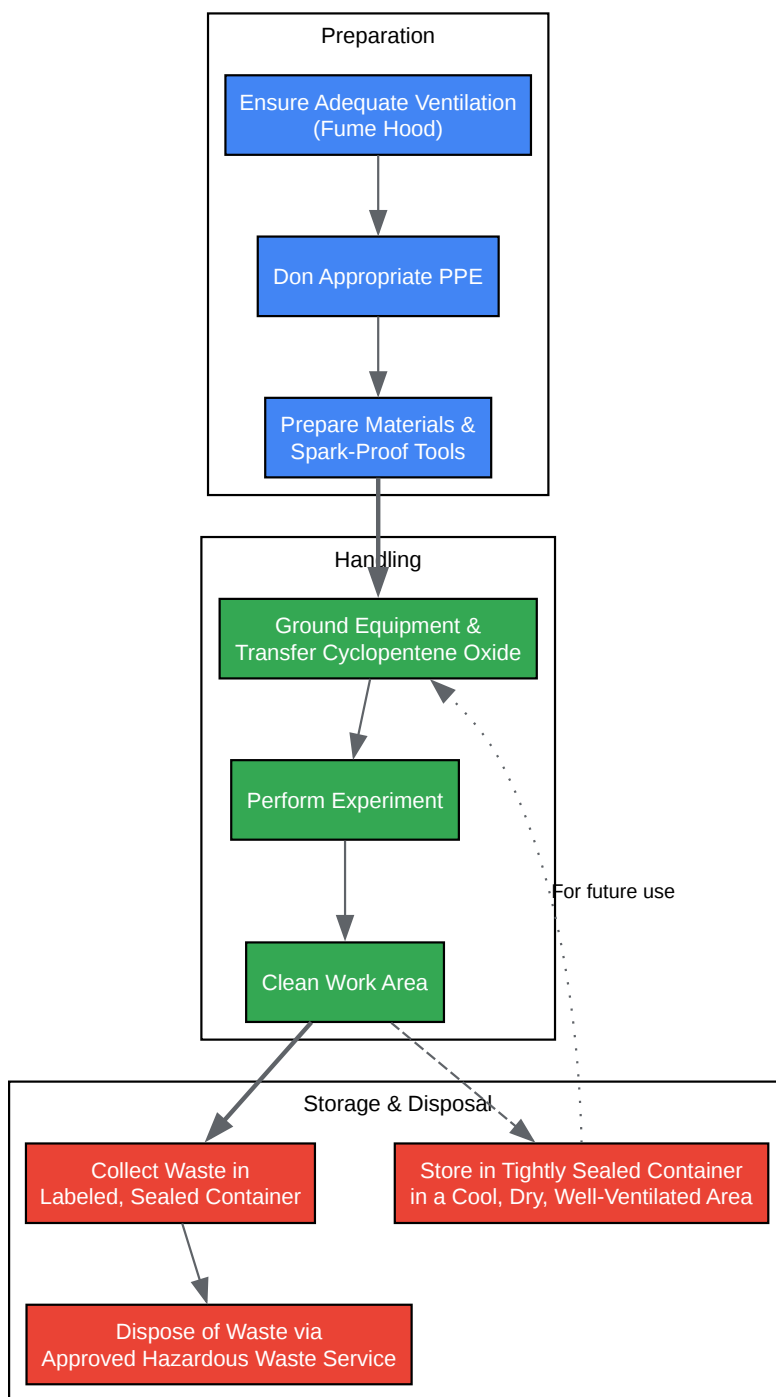 Preparation
Ensure Adequate Ventilation
(Fume Hood)
Don Appropriate PPE
Prepare Materials &
Spark-Proof Tools
Handling
Ground Equipment &
Transfer Cyclopentene Oxide
Perform Experiment
For future use
Clean Work Area
Storage & Disposal
Collect Waste in
Labeled, Sealed Container
Store in Tightly Sealed Container
in a Cool, Dry, Well-Ventilated Area
Dispose of Waste via
Approved Hazardous Waste Service